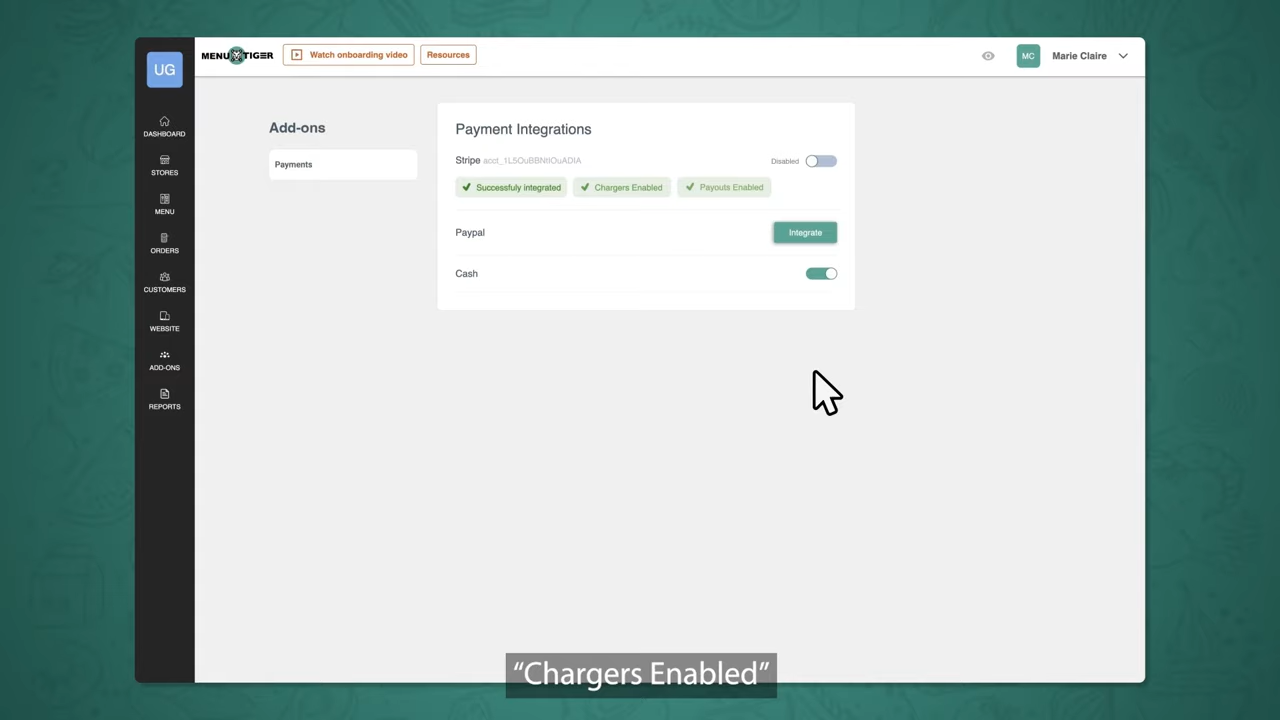 UG
MENU TIGER
Watch onboarding video
Resources
MC
Marie Claire
DASHBOARD
STORES
MENU
ORDERS
CUSTOMERS
WEBSITE
ADD-ONS
REPORTS
Add-ons
Payments
Payment Integrations
Stripe acct_1L5OuBBNtIOuADIA
Disabled
Successfuly integrated
Chargers Enabled
Payouts Enabled
Paypal
Integrate
Cash
“Chargers Enabled”